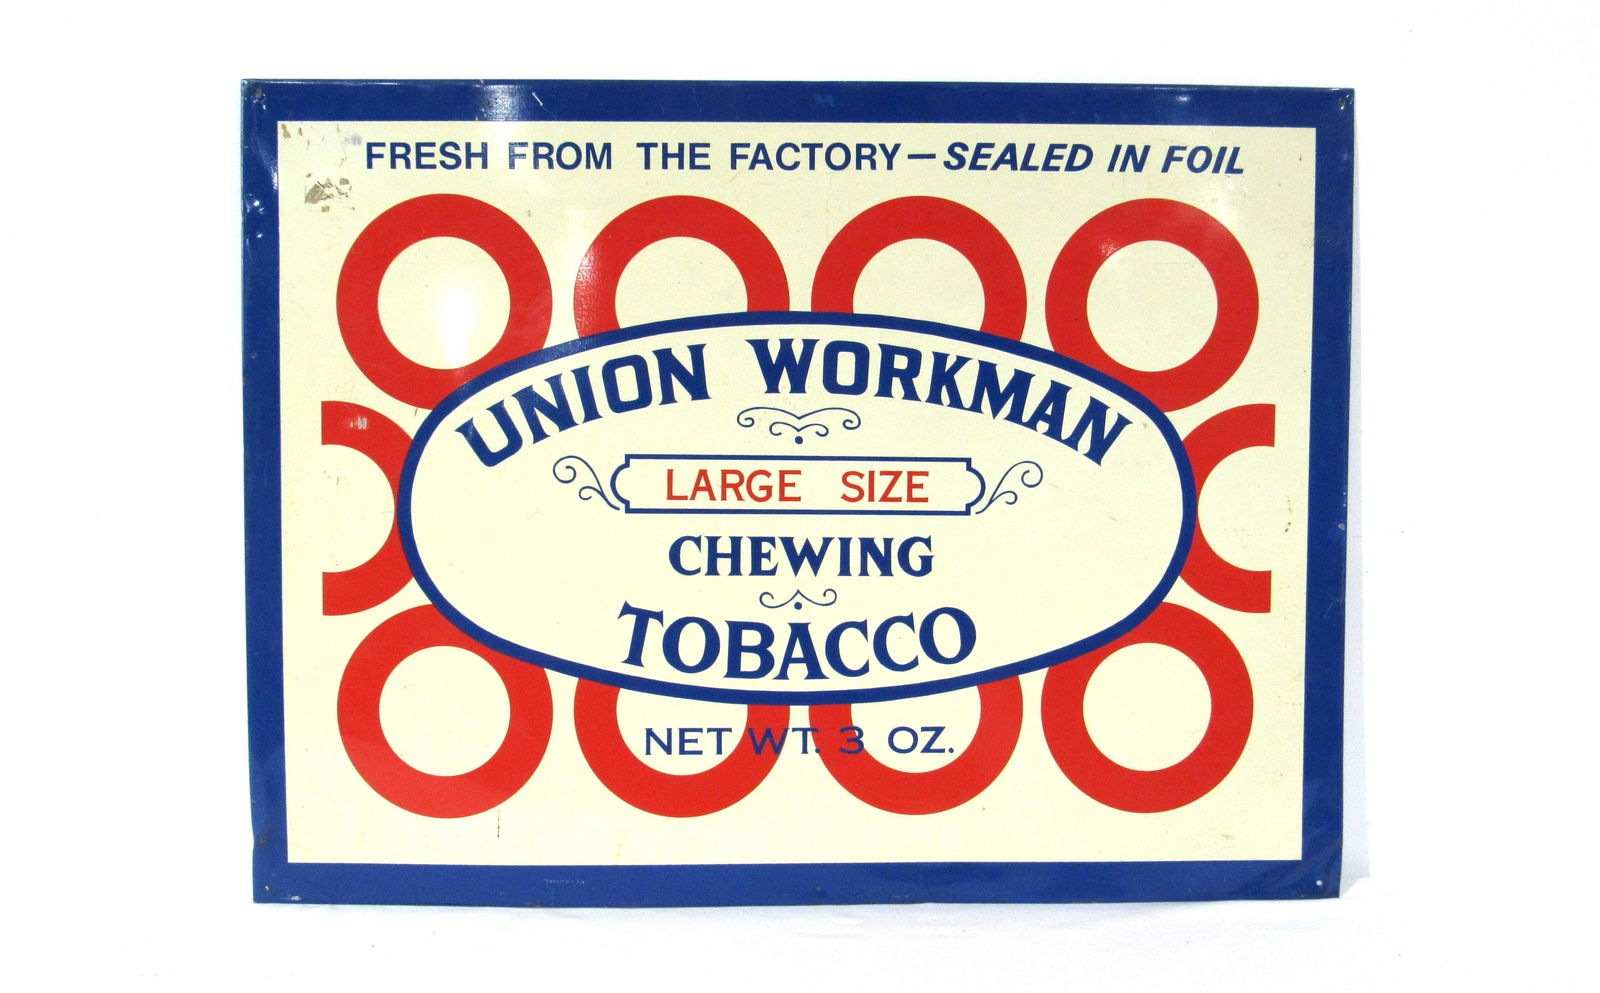 FRESH FROM THE FACTORY—SEALED IN FOIL
UNION WORKMAN
LARGE SIZE
CHEWING
TOBACCO
NET WT. 3 OZ.